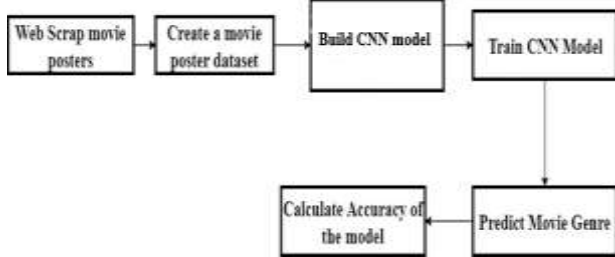 Web Scrap movie
posters
Create a movie
poster dataset
Build CNN model
Train CNN Model
Predict Movie Genre
Calculate Accuracy of
the model